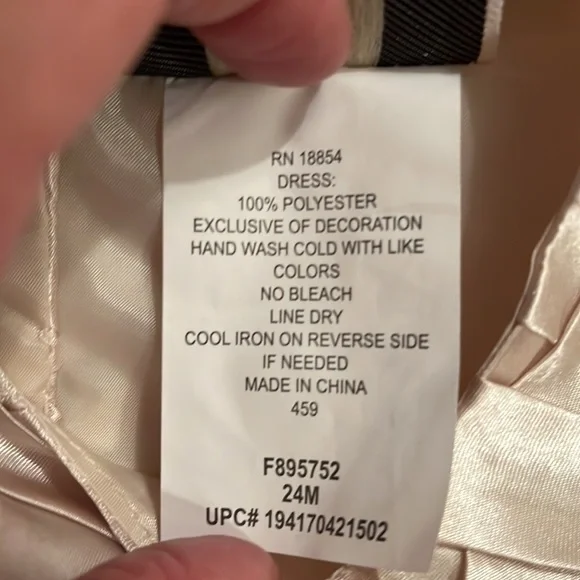 RN 18854
DRESS:
100% POLYESTER
EXCLUSIVE OF DECORATION
HAND WASH COLD WITH LIKE
COLORS
NO BLEACH
LINE DRY
COOL IRON ON REVERSE SIDE
IF NEEDED
MADE IN CHINA
459
F895752
24M
UPC# 194170421502